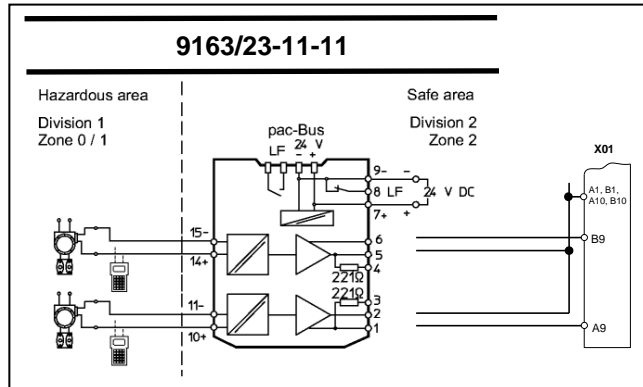 9163/23-11-11
Hazardous area
Safe area
Division 1
Zone 0 / 1
Division 2
Zone 2
pac-Bus
LF 24 V
- +
9- -
8 LF 24 V DC
7+ +
15-
14+
6
5
4
221Ω
221Ω
11-
10+
3
2
1
X01
A1, B1,
A10, B10
B9
A9